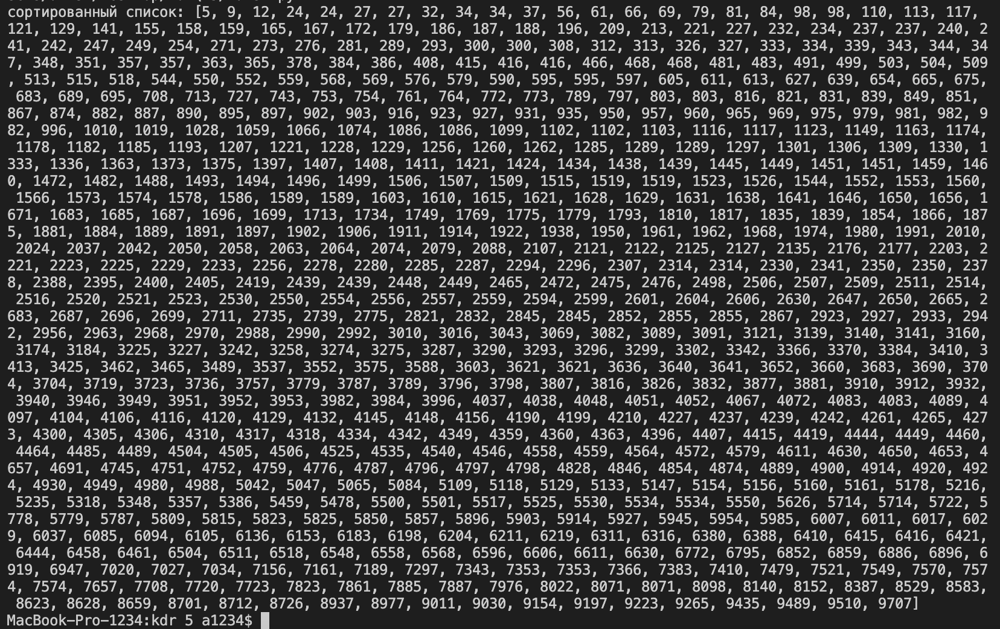 сортированный список: [5, 9, 12, 24, 24, 27, 27, 32, 34, 34, 37, 56, 61, 66, 69, 79, 81, 84, 98, 98, 110, 113, 117,
121, 129, 141, 155, 158, 159, 165, 167, 172, 179, 186, 187, 188, 196, 209, 213, 221, 227, 232, 234, 237, 237, 240, 2
41, 242, 247, 249, 254, 271, 273, 276, 281, 289, 293, 300, 300, 308, 312, 313, 326, 327, 333, 334, 339, 343, 344, 34
7, 348, 351, 357, 357, 363, 365, 378, 384, 386, 408, 415, 416, 416, 466, 468, 468, 481, 483, 491, 499, 503, 504, 509
, 513, 515, 518, 544, 550, 552, 559, 568, 569, 576, 579, 590, 595, 595, 597, 605, 611, 613, 627, 639, 654, 665, 675,
683, 689, 695, 708, 713, 727, 743, 753, 754, 761, 764, 772, 773, 789, 797, 803, 803, 816, 821, 831, 839, 849, 851,
867, 874, 882, 887, 890, 895, 897, 902, 903, 916, 923, 927, 931, 935, 950, 957, 960, 965, 969, 975, 979, 981, 982, 9
82, 996, 1010, 1019, 1028, 1059, 1066, 1074, 1086, 1086, 1099, 1102, 1102, 1103, 1116, 1117, 1123, 1149, 1163, 1174,
1178, 1182, 1185, 1193, 1207, 1221, 1228, 1229, 1256, 1260, 1262, 1285, 1289, 1289, 1297, 1301, 1306, 1309, 1330, 1
333, 1336, 1363, 1373, 1375, 1397, 1407, 1408, 1411, 1421, 1424, 1434, 1438, 1439, 1445, 1449, 1451, 1451, 1459, 146
0, 1472, 1482, 1488, 1493, 1494, 1496, 1499, 1506, 1507, 1509, 1515, 1519, 1519, 1523, 1526, 1544, 1552, 1553, 1560,
1566, 1573, 1574, 1578, 1586, 1589, 1589, 1603, 1610, 1615, 1621, 1628, 1629, 1631, 1638, 1641, 1646, 1650, 1656, 1
671, 1683, 1685, 1687, 1696, 1699, 1713, 1734, 1749, 1769, 1775, 1779, 1793, 1810, 1817, 1835, 1839, 1854, 1866, 187
5, 1881, 1884, 1889, 1891, 1897, 1902, 1906, 1911, 1914, 1922, 1938, 1950, 1961, 1962, 1968, 1974, 1980, 1991, 2010,
2024, 2037, 2042, 2050, 2058, 2063, 2064, 2074, 2079, 2088, 2107, 2121, 2122, 2125, 2127, 2135, 2176, 2177, 2203, 2
221, 2223, 2225, 2229, 2233, 2256, 2278, 2280, 2285, 2287, 2294, 2296, 2307, 2314, 2314, 2330, 2341, 2350, 2350, 237
8, 2388, 2395, 2400, 2405, 2419, 2439, 2439, 2448, 2449, 2465, 2472, 2475, 2476, 2498, 2506, 2507, 2509, 2511, 2514,
2516, 2520, 2521, 2523, 2530, 2550, 2554, 2556, 2557, 2559, 2594, 2599, 2601, 2604, 2606, 2630, 2647, 2650, 2665, 2
683, 2687, 2696, 2699, 2711, 2735, 2739, 2775, 2821, 2832, 2845, 2845, 2852, 2855, 2855, 2867, 2923, 2927, 2933, 294
2, 2956, 2963, 2968, 2970, 2988, 2990, 2992, 3010, 3016, 3043, 3069, 3082, 3089, 3091, 3121, 3139, 3140, 3141, 3160,
3174, 3184, 3225, 3227, 3242, 3258, 3274, 3275, 3287, 3290, 3293, 3296, 3299, 3302, 3342, 3366, 3370, 3384, 3410, 3
413, 3425, 3462, 3465, 3489, 3537, 3552, 3575, 3588, 3603, 3621, 3621, 3636, 3640, 3641, 3652, 3660, 3683, 3690, 370
4, 3704, 3719, 3723, 3736, 3757, 3779, 3787, 3789, 3796, 3798, 3807, 3816, 3826, 3832, 3877, 3881, 3910, 3912, 3932,
3940, 3946, 3949, 3951, 3952, 3953, 3982, 3984, 3996, 4037, 4038, 4048, 4051, 4052, 4067, 4072, 4083, 4083, 4089, 4
097, 4104, 4106, 4116, 4120, 4129, 4132, 4145, 4148, 4156, 4190, 4199, 4210, 4227, 4237, 4239, 4242, 4261, 4265, 427
3, 4300, 4305, 4306, 4310, 4317, 4318, 4334, 4342, 4349, 4359, 4360, 4363, 4396, 4407, 4415, 4419, 4444, 4449, 4460,
4464, 4485, 4489, 4504, 4505, 4506, 4525, 4535, 4540, 4546, 4558, 4559, 4564, 4572, 4579, 4611, 4630, 4650, 4653, 4
657, 4691, 4745, 4751, 4752, 4759, 4776, 4787, 4796, 4797, 4798, 4828, 4846, 4854, 4874, 4889, 4900, 4914, 4920, 492
4, 4930, 4949, 4980, 4988, 5042, 5047, 5065, 5084, 5109, 5118, 5129, 5133, 5147, 5154, 5156, 5160, 5161, 5178, 5216,
5235, 5318, 5348, 5357, 5386, 5459, 5478, 5500, 5501, 5517, 5525, 5530, 5534, 5534, 5550, 5626, 5714, 5714, 5722, 5
778, 5779, 5787, 5809, 5815, 5823, 5825, 5850, 5857, 5896, 5903, 5914, 5927, 5945, 5954, 5985, 6007, 6011, 6017, 602
9, 6037, 6085, 6094, 6105, 6136, 6153, 6183, 6198, 6204, 6211, 6219, 6311, 6316, 6380, 6388, 6410, 6415, 6416, 6421,
6444, 6458, 6461, 6504, 6511, 6518, 6548, 6558, 6568, 6596, 6606, 6611, 6630, 6772, 6795, 6852, 6859, 6886, 6896, 6
919, 6947, 7020, 7027, 7034, 7156, 7161, 7189, 7297, 7343, 7353, 7353, 7366, 7383, 7410, 7479, 7521, 7549, 7570, 757
4, 7574, 7657, 7708, 7720, 7723, 7823, 7861, 7885, 7887, 7976, 8022, 8071, 8071, 8098, 8140, 8152, 8387, 8529, 8583,
8623, 8628, 8659, 8701, 8712, 8726, 8937, 8977, 9011, 9030, 9154, 9197, 9223, 9265, 9435, 9489, 9510, 9707]
MacBook-Pro-1234:kdr 5 a1234$